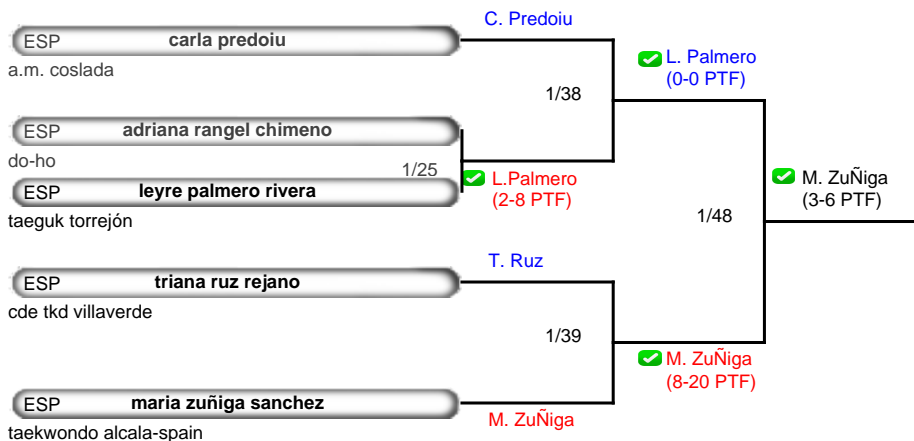 C. Predoiu
ESP carla predoiu
a.m. coslada
L. Palmero
(0-0 PTF)
1/38
ESP adriana rangel chimeno
do-ho
1/25
L.Palmero
(2-8 PTF)
ESP leyre palmero rivera
taeguk torrejón
M. ZuÑiga
(3-6 PTF)
1/48
T. Ruz
ESP triana ruz rejano
cde tkd villaverde
1/39
M. ZuÑiga
(8-20 PTF)
ESP maria zuñiga sanchez
M. ZuÑiga
taekwondo alcala-spain